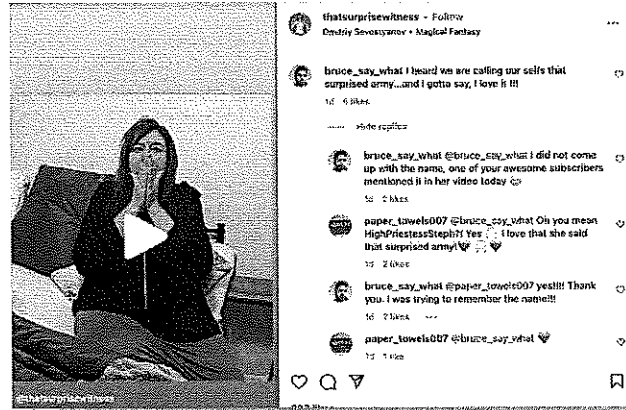 thatsurprisewitness • Follow
Dmitriy Sevostyanov • Magical Fantasy
bruce_say_what I heard we are calling our selfs that
surprised army...and I gotta say, I love it !!!
1d 6 likes
Hide replies
bruce_say_what @bruce_say_what I did not come
up with the name, one of your awesome subscribers
mentioned it in her video today
1d 2 likes
paper_towels007 @bruce_say_what Oh you mean
HighPriestessSteph?! Yes I love that she said
that surprised army!
1d 2 likes
bruce_say_what @paper_towels007 yes!!!! Thank
you. I was trying to remember the name!!!
1d 2 likes
paper_towels007 @bruce_say_what
1d 1 like
@thatsurprisewitness